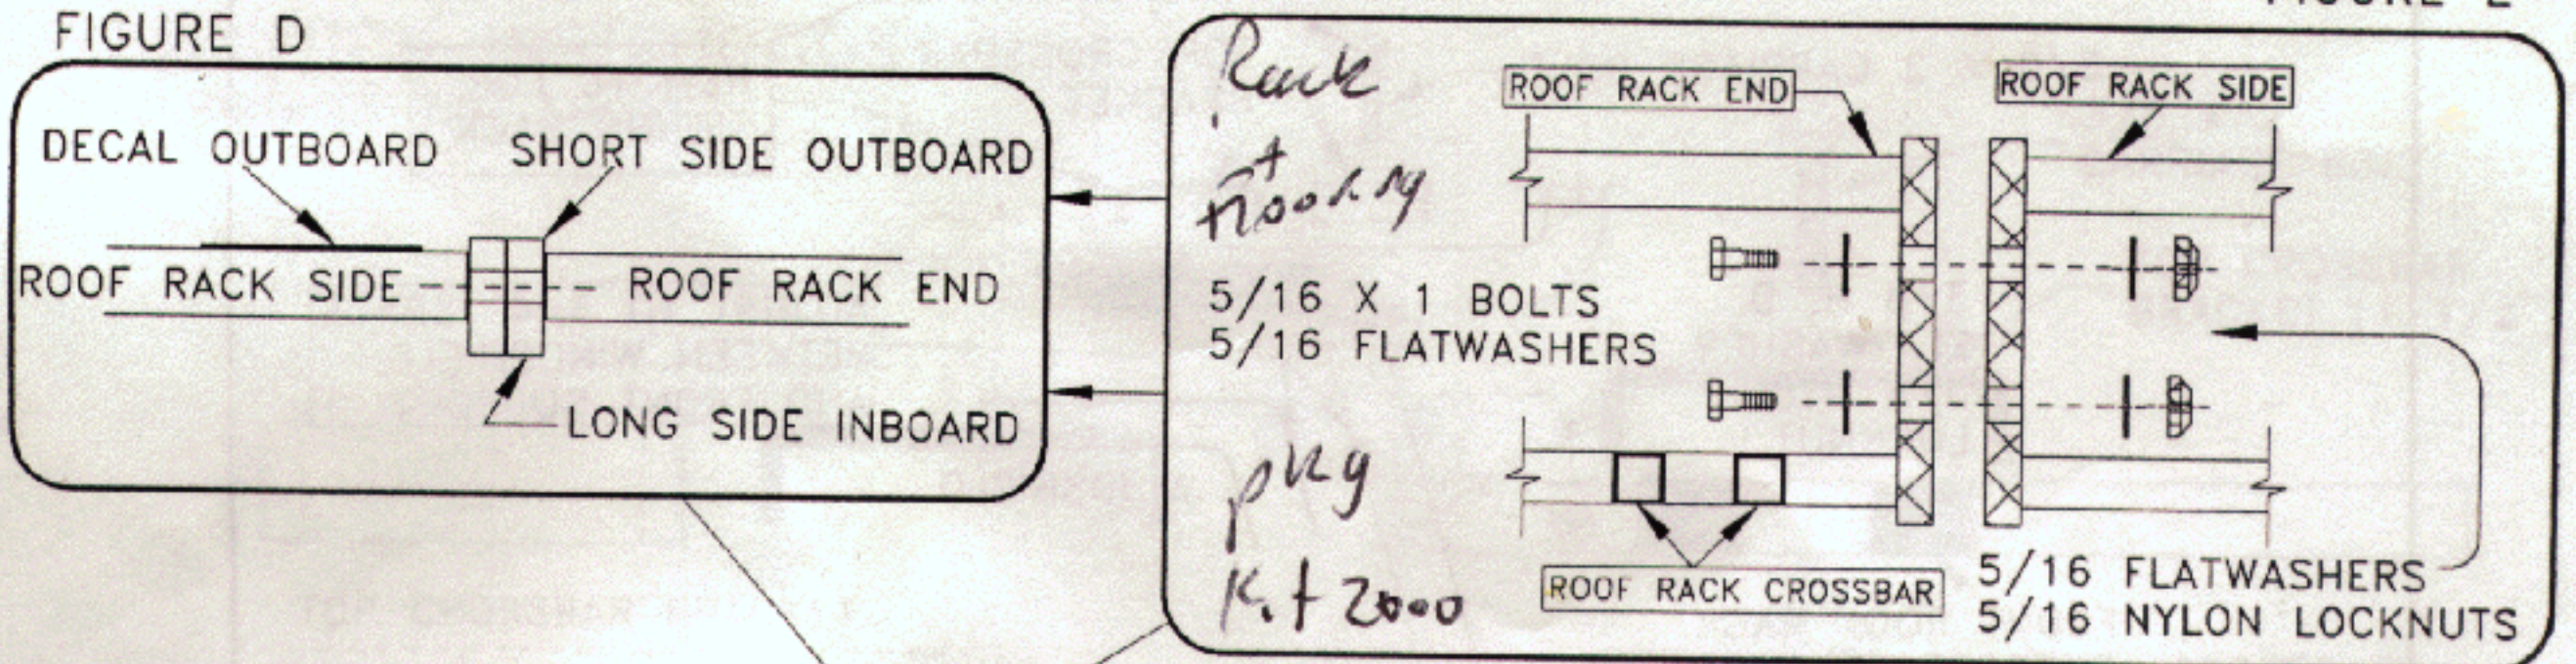 FIGURE D
DECAL OUTBOARD
SHORT SIDE OUTBOARD
ROOF RACK SIDE
ROOF RACK END
LONG SIDE INBOARD
FIGURE
Rack
+
5/16 X 1 BOLTS
5/16 FLATWASHERS
pkg
Kit 2000
ROOF RACK END
ROOF RACK SIDE
ROOF RACK CROSSBAR
5/16 FLATWASHERS
5/16 NYLON LOCKNUTS